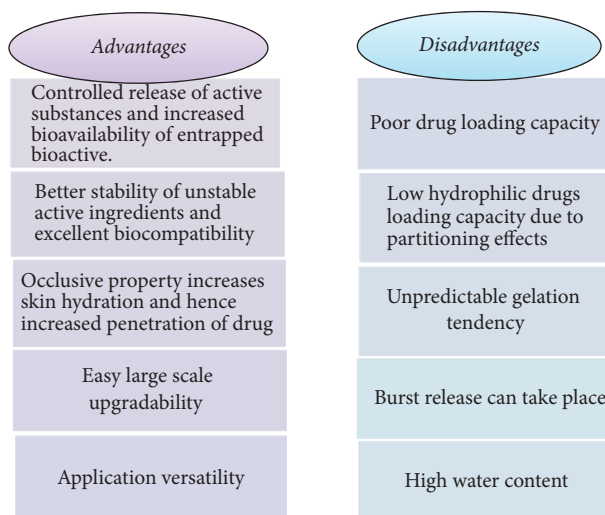 Advantages
Controlled release of active
substances and increased
bioavailability of entrapped
bioactive.
Better stability of unstable
active ingredients and
excellent biocompatibility
Occlusive property increases
skin hydration and hence
increased penetration of drug
Easy large scale
upgradability
Application versatility
Disadvantages
Poor drug loading capacity
Low hydrophilic drugs
loading capacity due to
partitioning effects
Unpredictable gelation
tendency
Burst release can take place
High water content